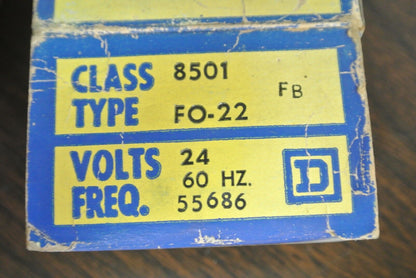 CLASS 8501 FB
TYPE FO-22
VOLTS 24
FREQ. 60 HZ.
55686
D